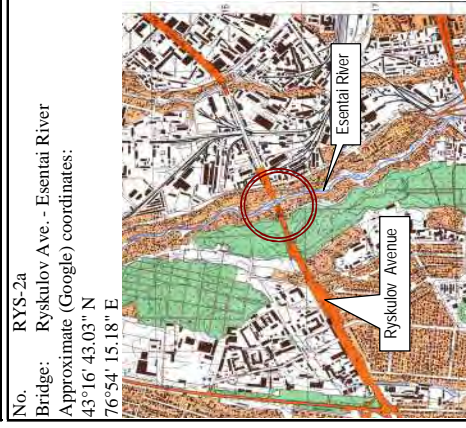 No. RYS-2a
Bridge: Ryskulov Ave. - Esentai River
Approximate (Google) coordinates:
43°16' 43.03" N
76°54' 15.18" E
Esentai River
Ryskulov Avenue